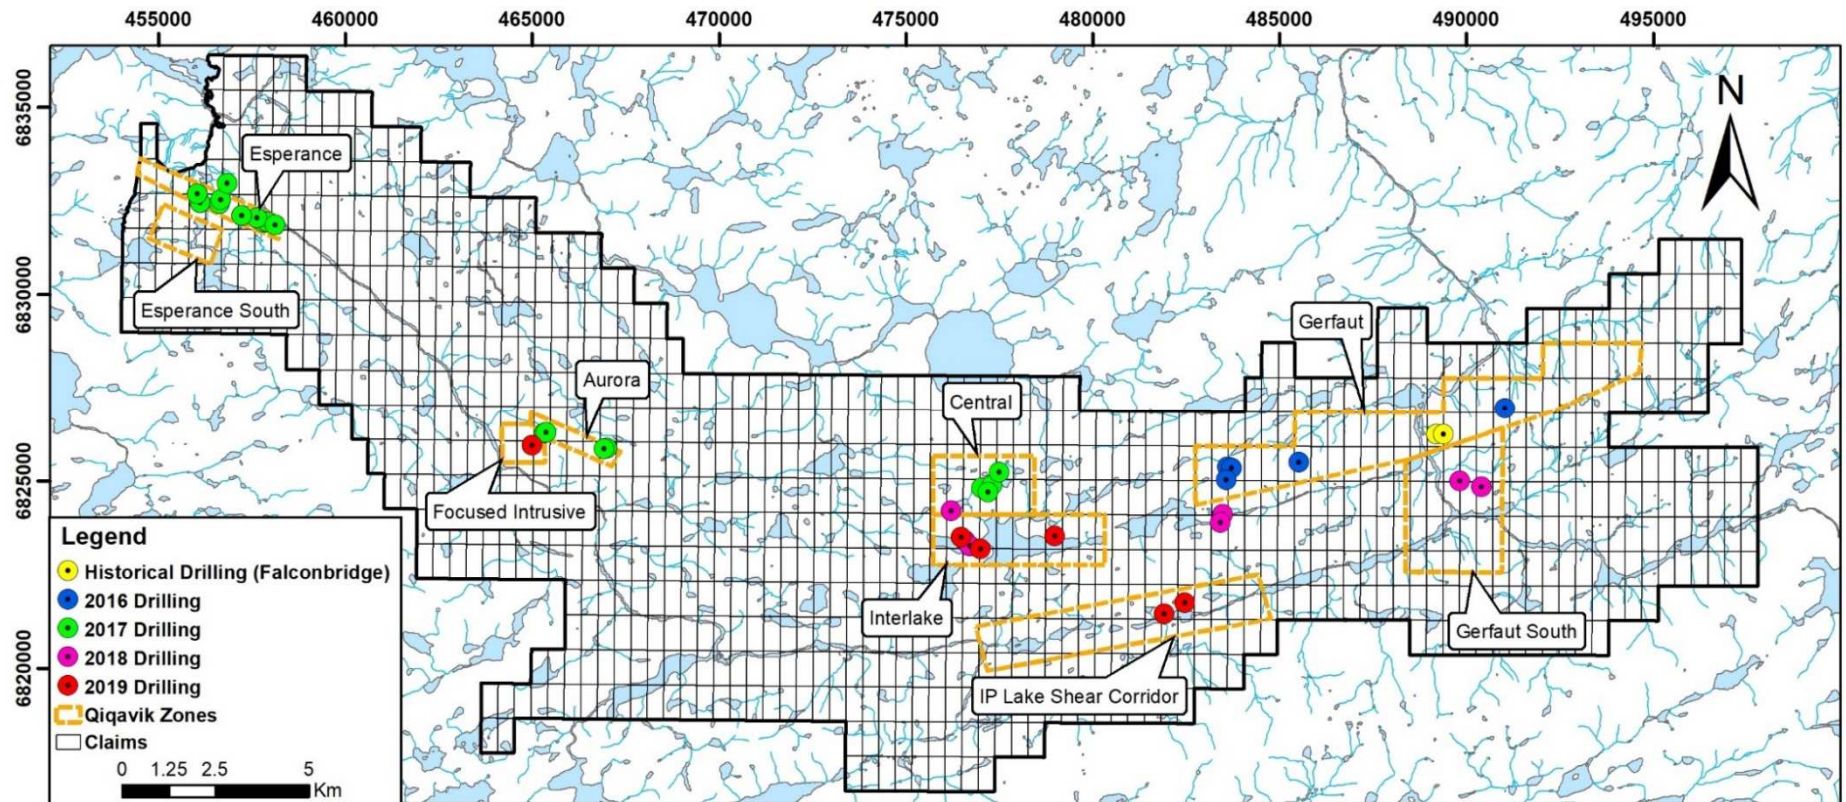 455000 460000 465000 470000 475000 480000 485000 490000 495000
6835000
6830000
6825000
6820000
N
Esperance
Esperance South
Aurora
Focused Intrusive
Central
Interlake
Gerfaut
Gerfaut South
IP Lake Shear Corridor
Legend
Historical Drilling (Falconbridge)
2016 Drilling
2017 Drilling
2018 Drilling
2019 Drilling
Qiqavik Zones
Claims
0 1.25 2.5 5
Km